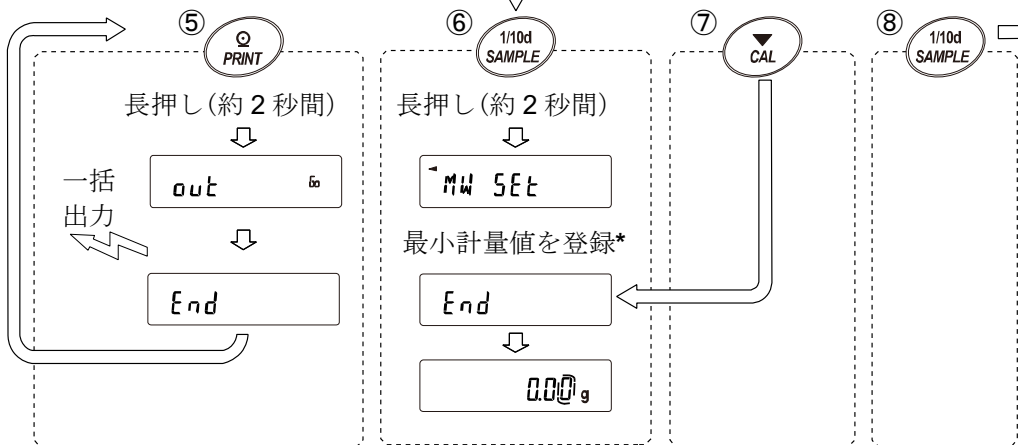 ⑤
PRINT
長押し(約 2 秒間)
out Go
一括
出力
End
⑥
1/10d
SAMPLE
長押し(約 2 秒間)
MW SEt
最小計量値を登録*
End
0.00 g
⑦
CAL
⑧
1/10d
SAMPLE